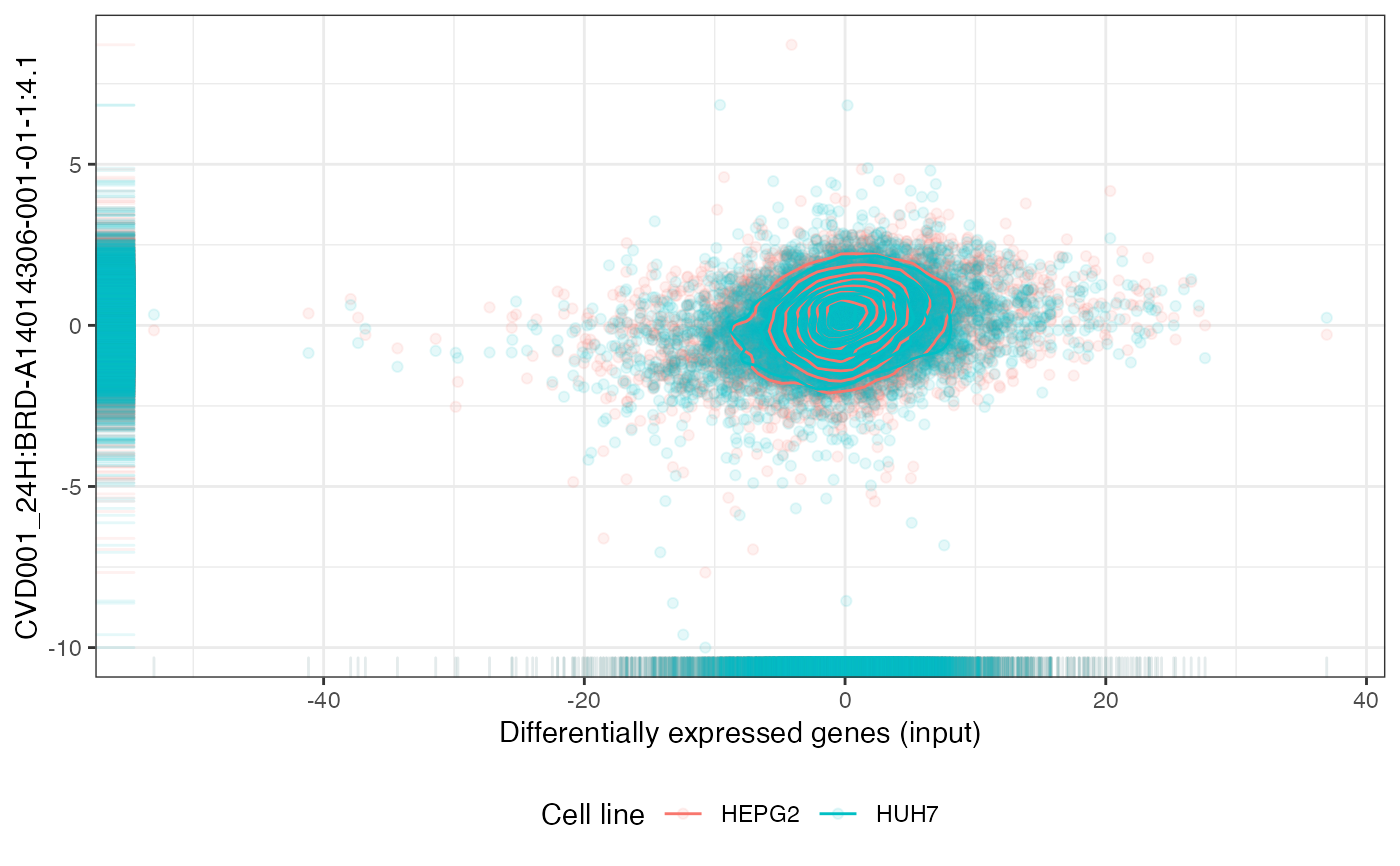 CVD001_24H:BRD-A14014306-001-01-1:4.1
5
0
-5
-10
-40 -20 0 20 40
Differentially expressed genes (input)
Cell line HEPG2 HUH7